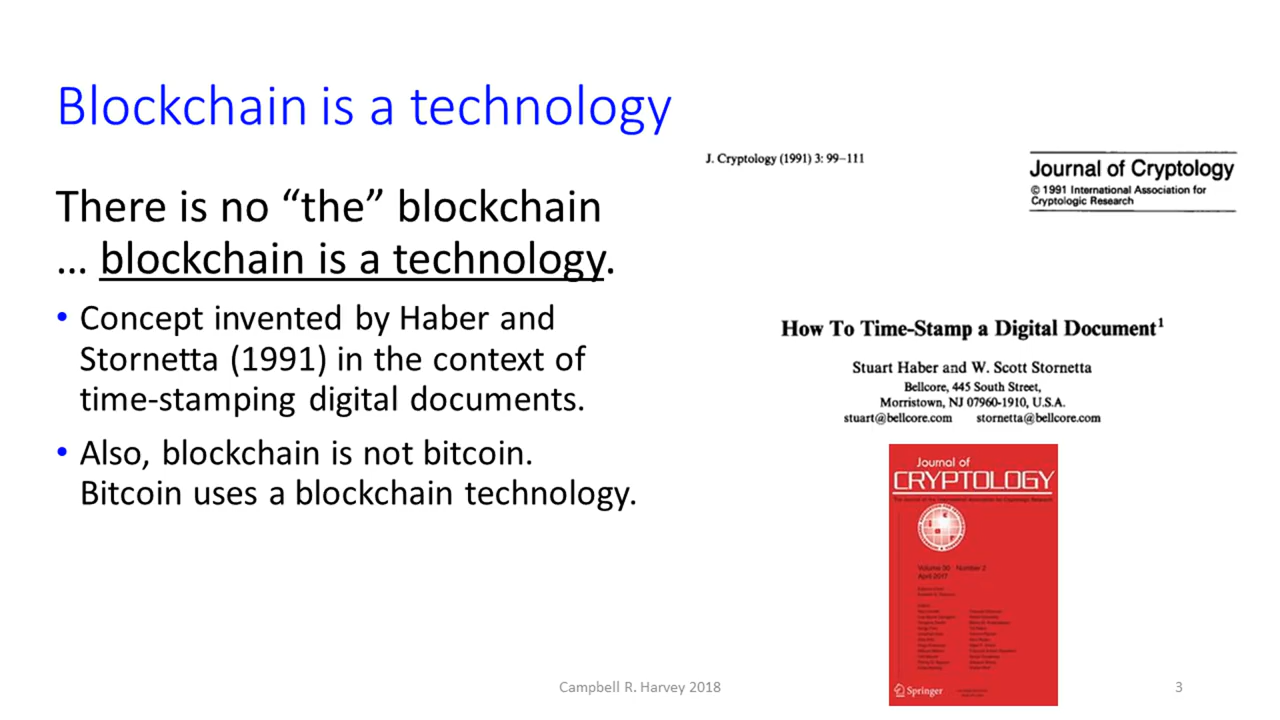 Blockchain is a technology
There is no “the” blockchain
... blockchain is a technology.
• Concept invented by Haber and
Stornetta (1991) in the context of
time-stamping digital documents.
• Also, blockchain is not bitcoin.
Bitcoin uses a blockchain technology.
J. Cryptology (1991) 3: 99–111
Journal of Cryptology
© 1991 International Association for
Cryptologic Research
How To Time-Stamp a Digital Document¹
Stuart Haber and W. Scott Stornetta
Bellcore, 445 South Street,
Morristown, NJ 07960-1910, U.S.A.
stuart@bellcore.com stornetta@bellcore.com
Journal of
CRYPTOLOGY
Volume 30 Number 2
April 2017
Springer
Campbell R. Harvey 2018
3